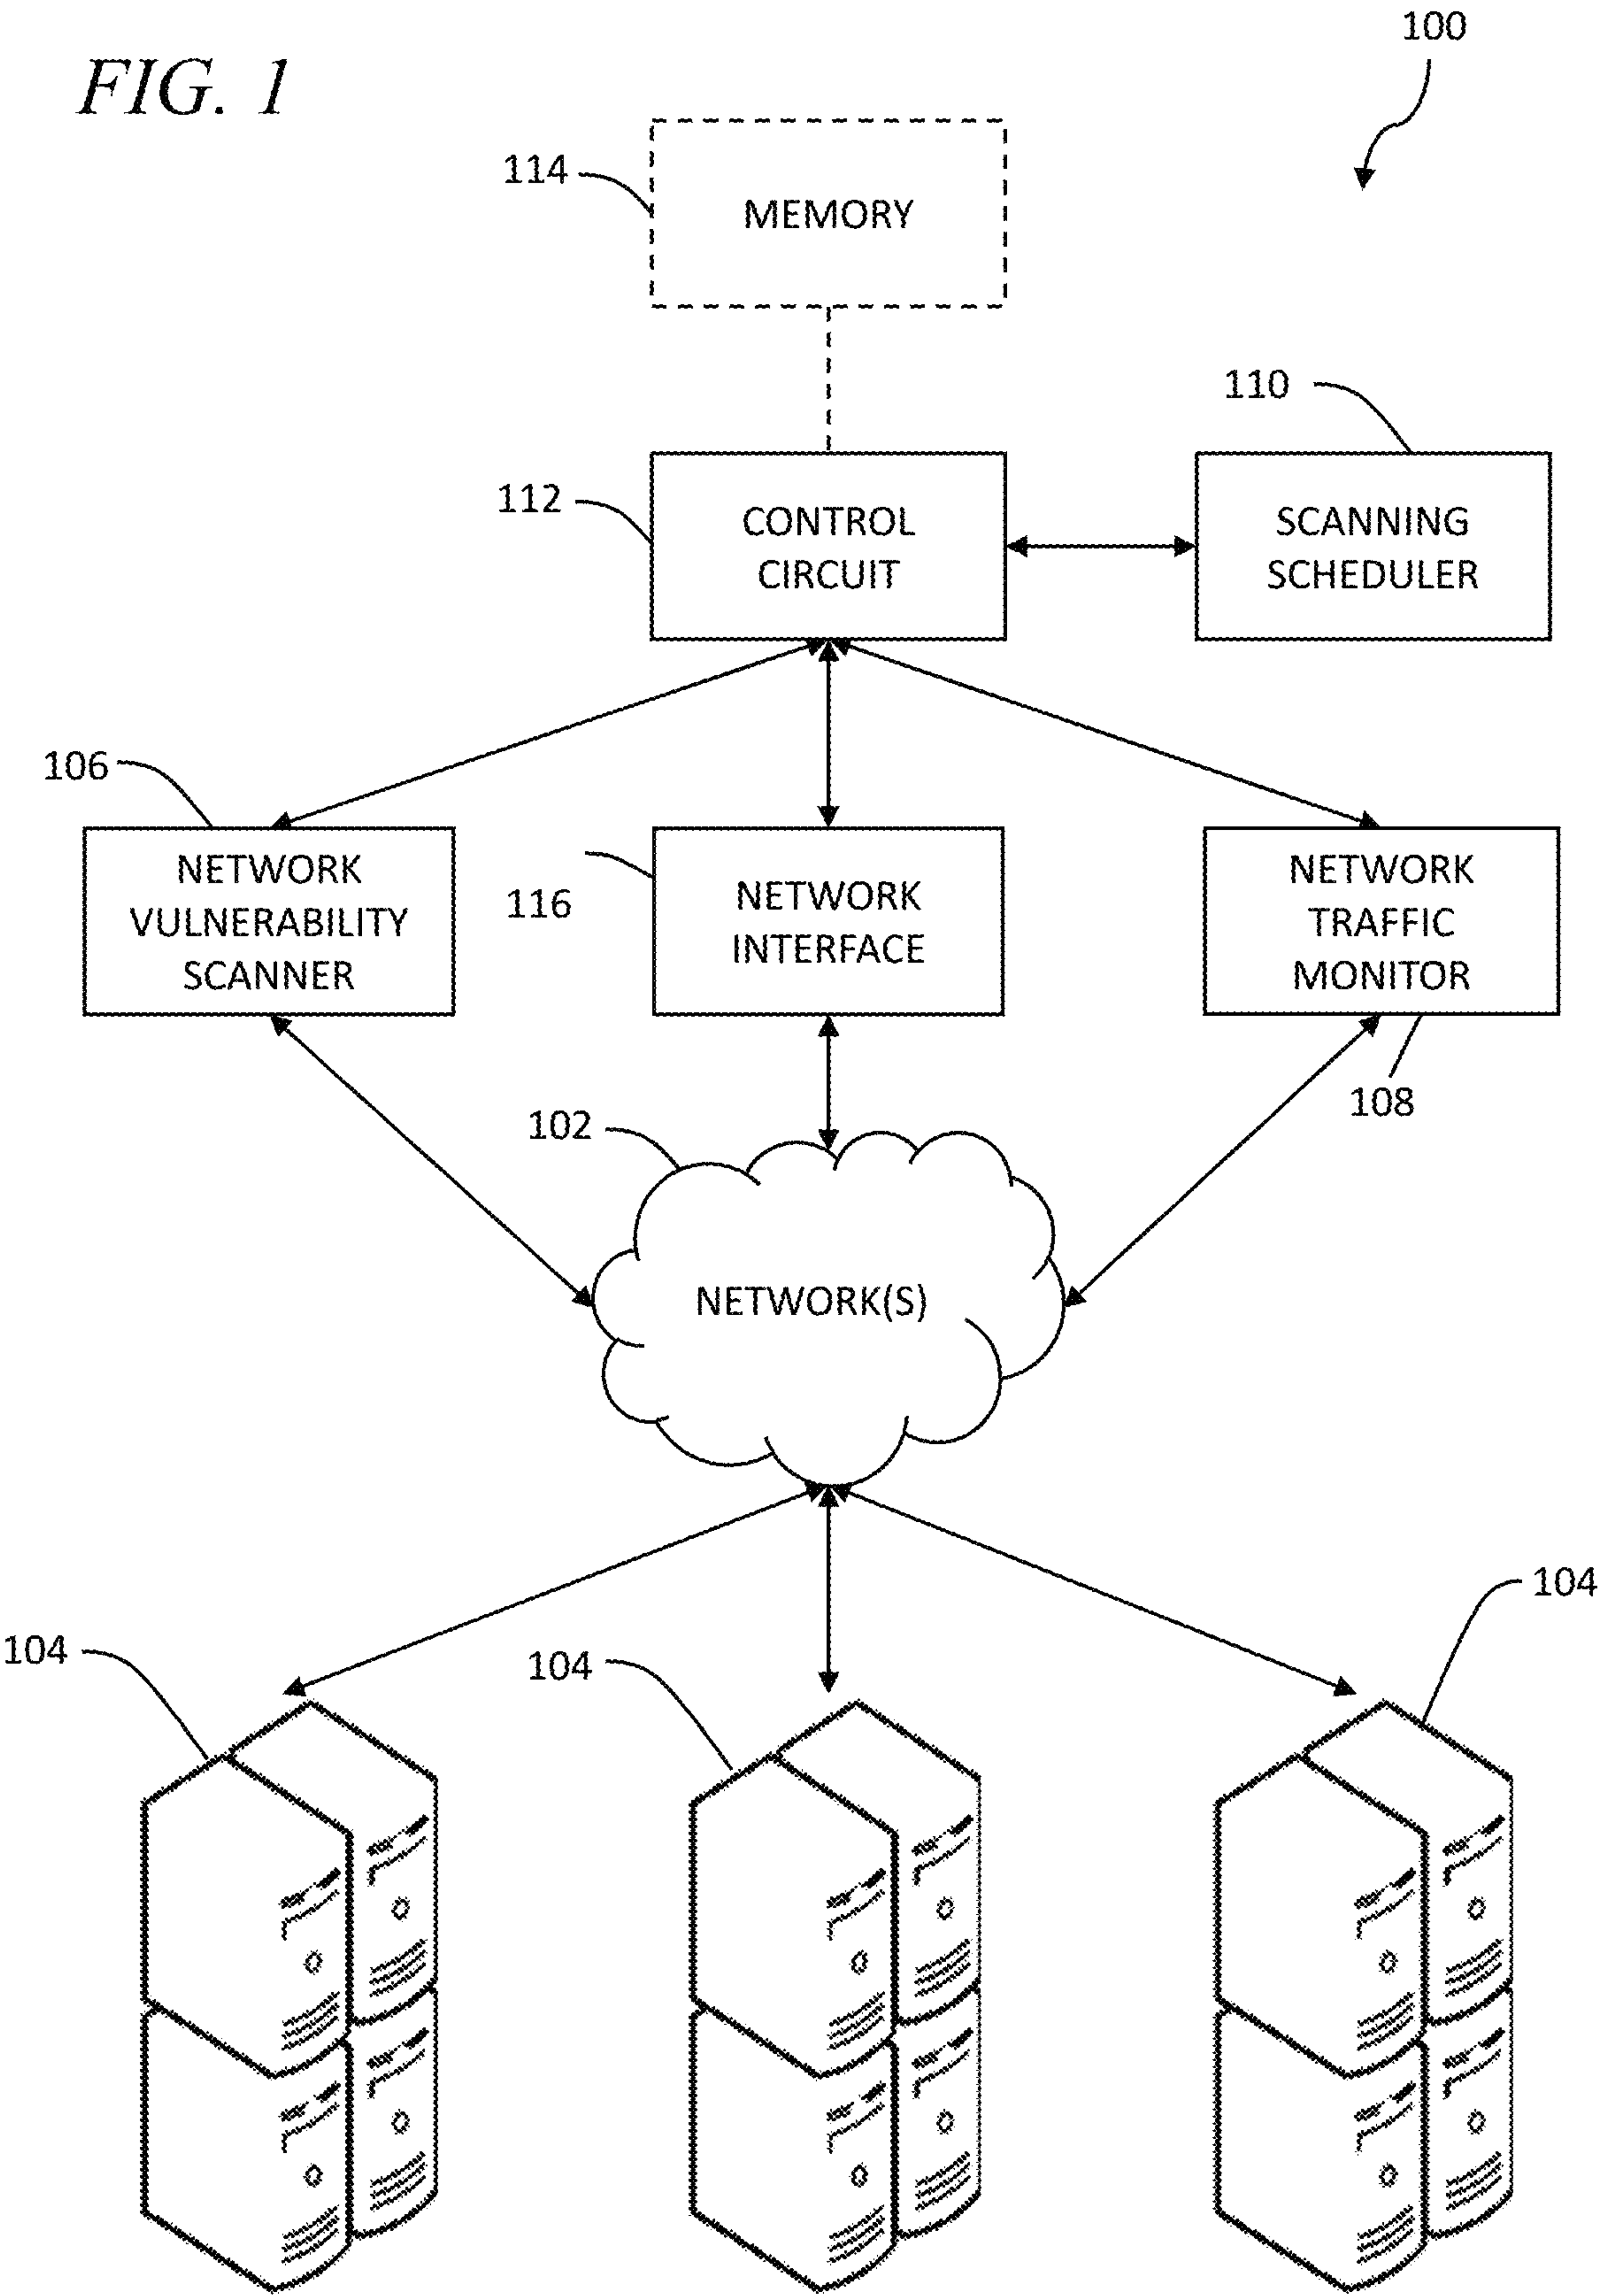 FIG. 1
100
114
MEMORY
110
112
CONTROL
CIRCUIT
SCANNING
SCHEDULER
106
NETWORK
VULNERABILITY
SCANNER
116
NETWORK
INTERFACE
NETWORK
TRAFFIC
MONITOR
108
102
NETWORK(S)
104
104
104